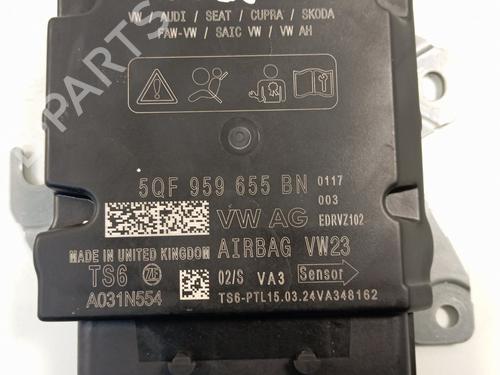 VW / AUDI / SEAT / CUPRA / SKODA
FAW-VW / SAIC VW / VW AH
5QF 959 655 BN 0117
003
VW AG EDRVZ102
MADE IN UNITED KINGDOM AIRBAG VW23
TS6 ZF 02/S VA3 Sensor
A031N554 TS6-PTL15.03.24VA348162
PARTS